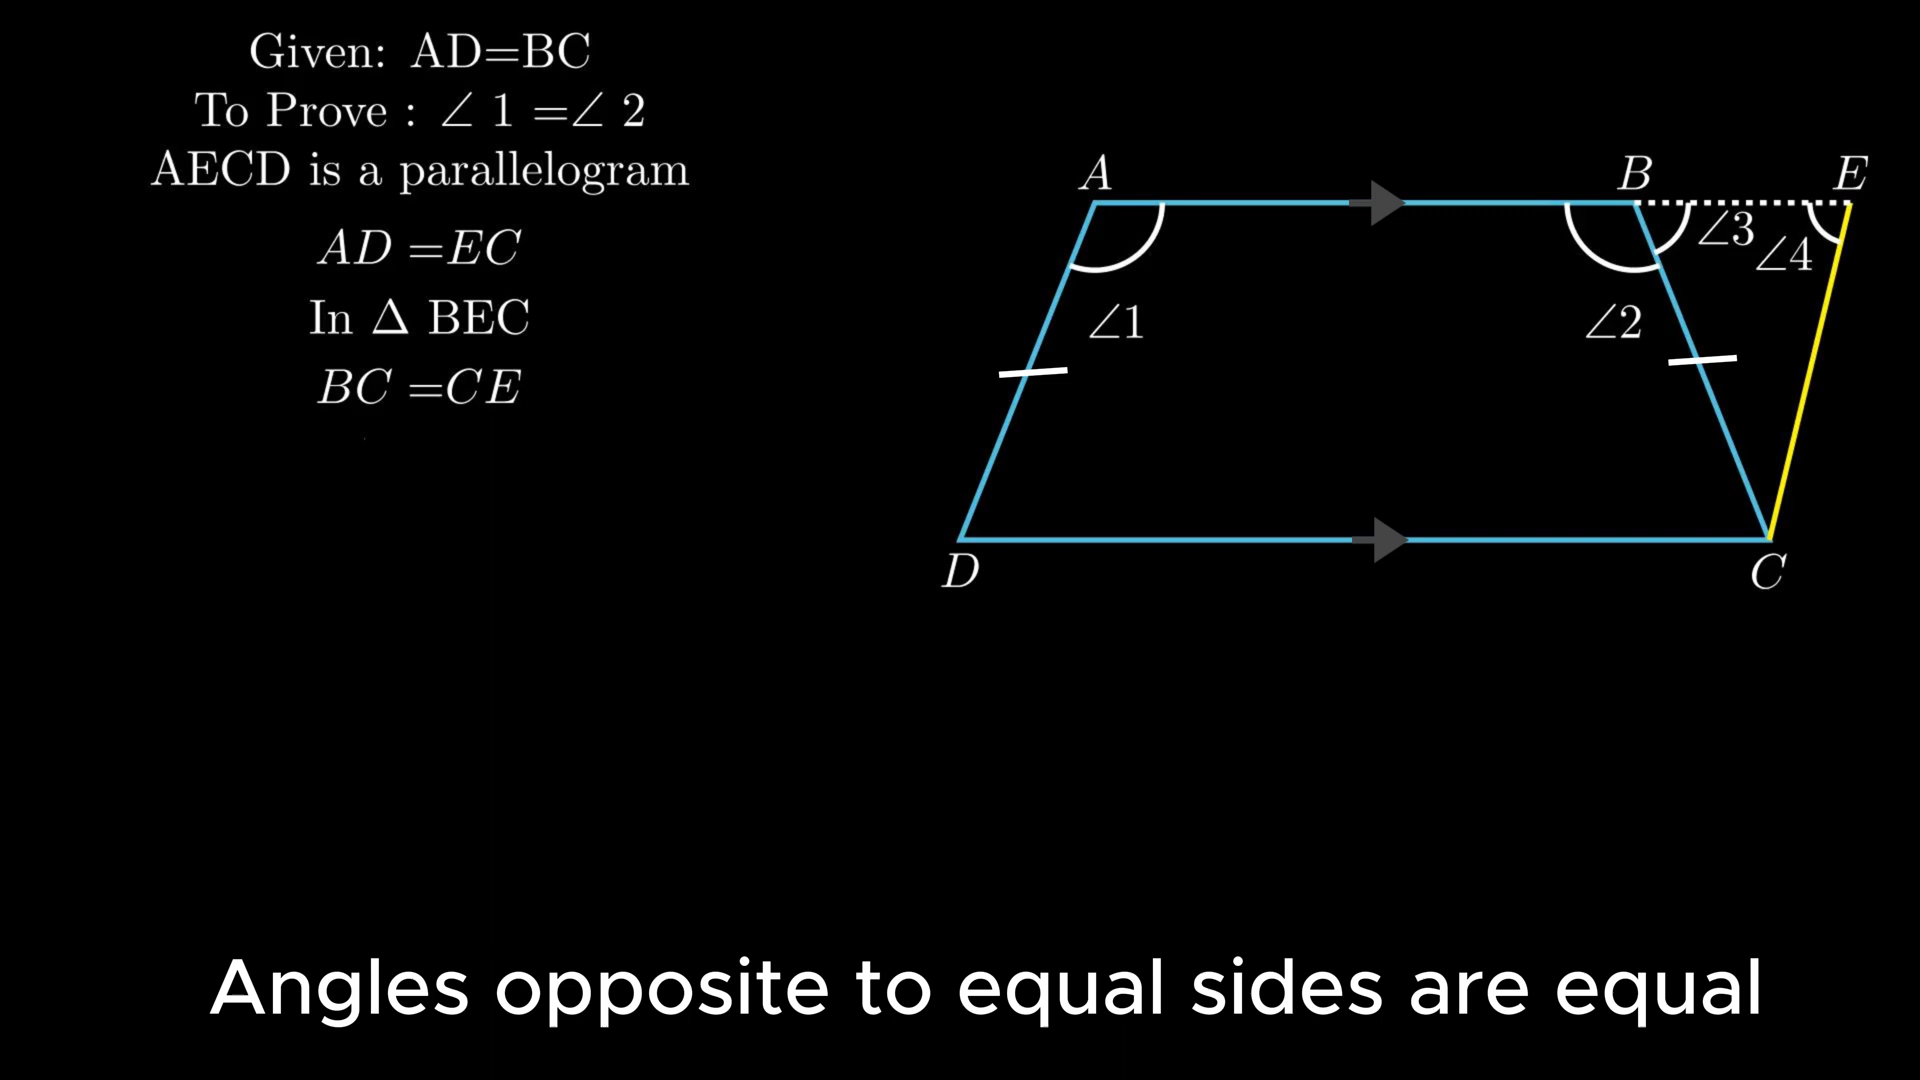 Given: AD=BC
To Prove : ∠ 1 =∠ 2
AECD is a parallelogram
AD =EC
In Δ BEC
BC =CE
A
B
E
∠3
∠4
∠1
∠2
D
C
Angles opposite to equal sides are equal